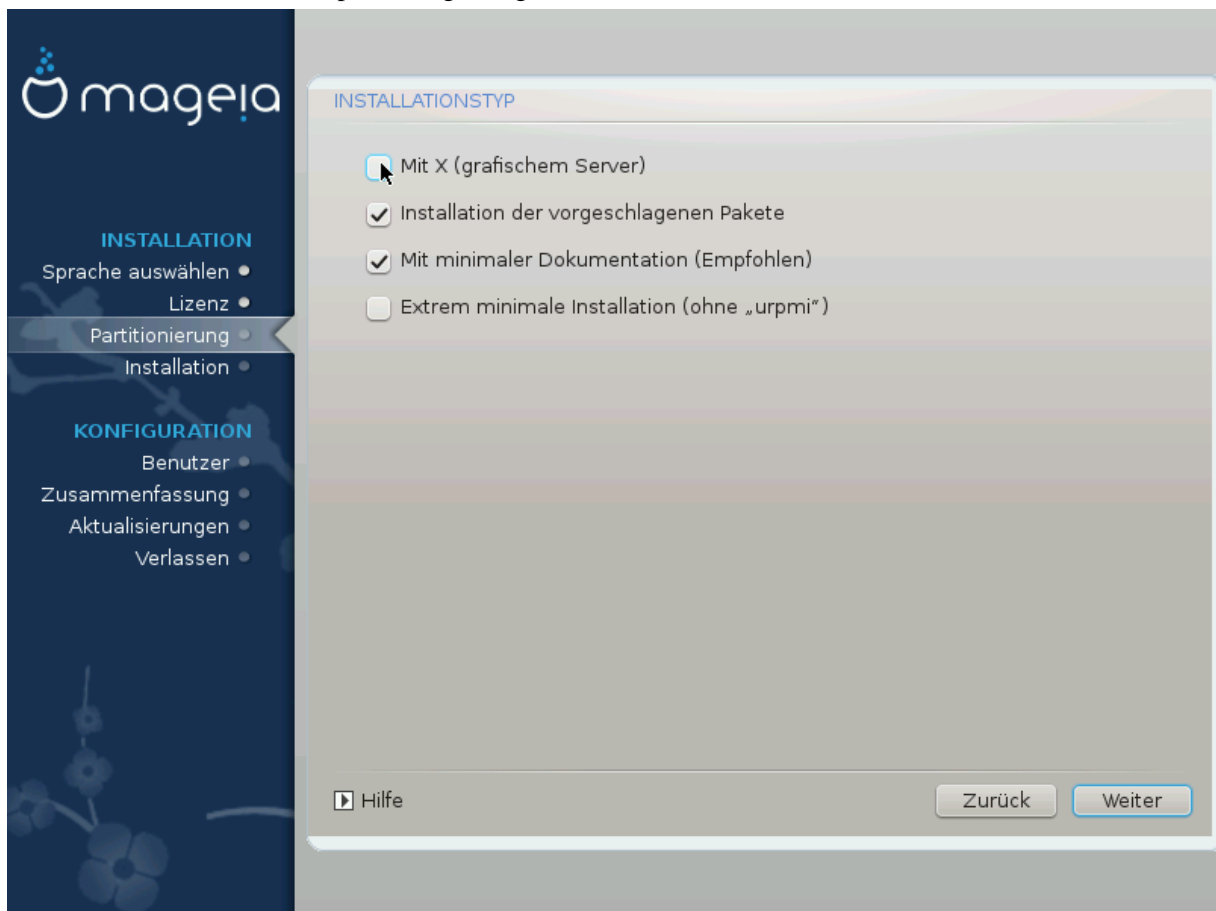 mageia
INSTALLATION
Sprache auswählen
Lizenz
Partitionierung
Installation
KONFIGURATION
Benutzer
Zusammenfassung
Aktualisierungen
Verlassen
INSTALLATIONSTYP
Mit X (grafischem Server)
Installation der vorgeschlagenen Pakete
Mit minimaler Dokumentation (Empfohlen)
Extrem minimale Installation (ohne „urpmi“)
Hilfe
Zurück
Weiter